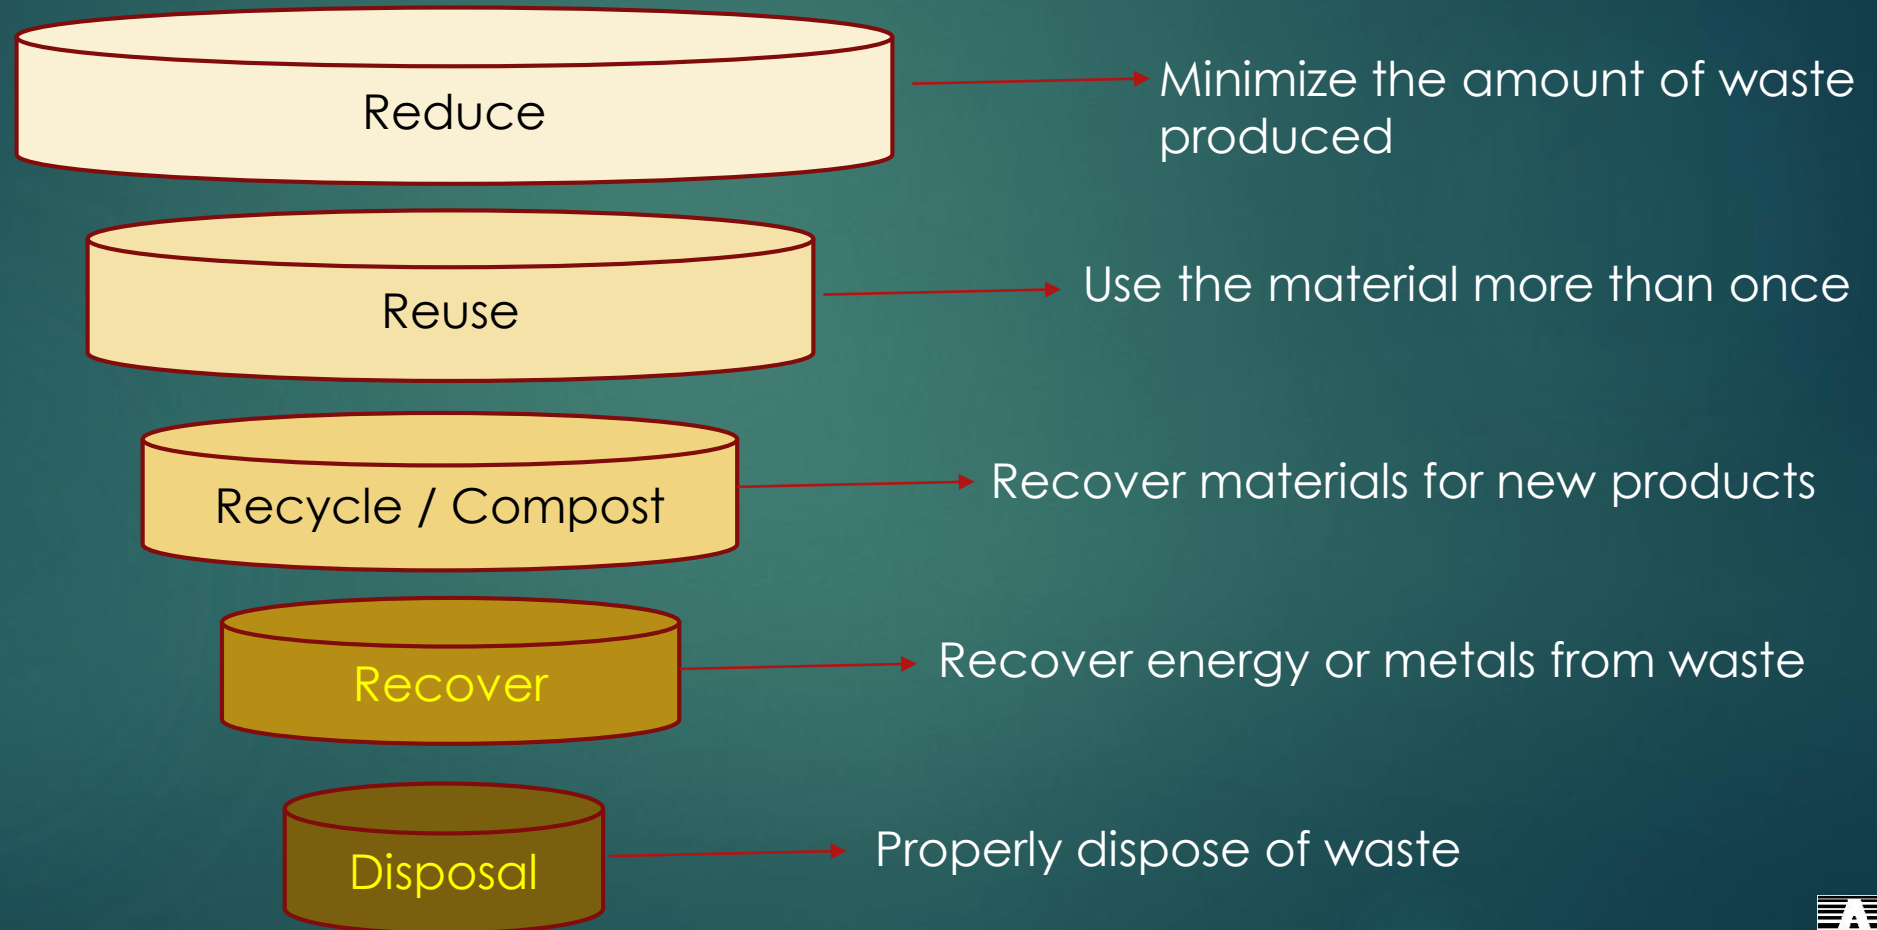 Reduce
Minimize the amount of waste
produced
Reuse
Use the material more than once
Recycle / Compost
Recover materials for new products
Recover
Recover energy or metals from waste
Disposal
Properly dispose of waste
A